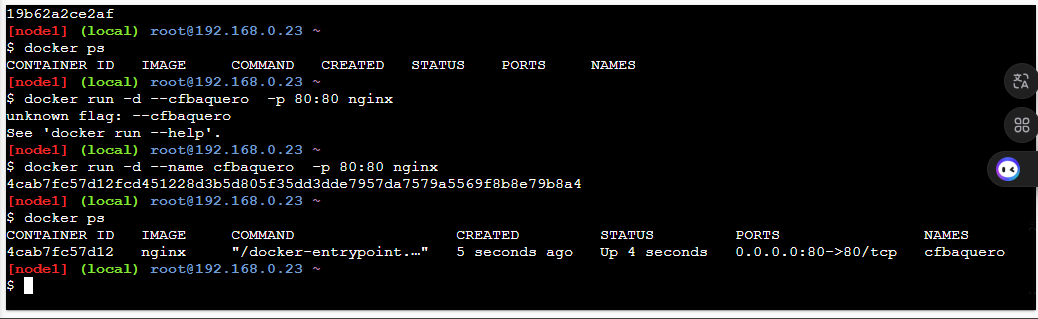 19b62a2ce2af
[node1] (local) root@192.168.0.23 ~
$ docker ps
CONTAINER ID   IMAGE     COMMAND   CREATED   STATUS    PORTS     NAMES
[node1] (local) root@192.168.0.23 ~
$ docker run -d --cfbaquero  -p 80:80 nginx
unknown flag: --cfbaquero
See 'docker run --help'.
[node1] (local) root@192.168.0.23 ~
$ docker run -d --name cfbaquero  -p 80:80 nginx
4cab7fc57d12fcd451228d3b5d805f35dd3dde7957da7579a5569f8b8e79b8a4
[node1] (local) root@192.168.0.23 ~
$ docker ps
CONTAINER ID   IMAGE     COMMAND                  CREATED         STATUS         PORTS                NAMES
4cab7fc57d12   nginx     "/docker-entrypoint.…"   5 seconds ago   Up 4 seconds   0.0.0.0:80->80/tcp   cfbaquero
[node1] (local) root@192.168.0.23 ~
$